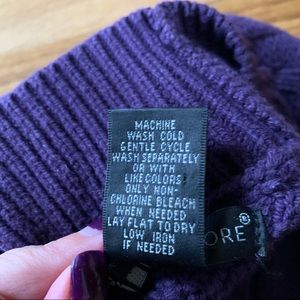 MACHINE
WASH COLD
GENTLE CYCLE
WASH SEPARATELY
OR WITH
LIKE COLORS
ONLY NON-
CHLORINE BLEACH
WHEN NEEDED
LAY FLAT TO DRY
LOW IRON
IF NEEDED
ORE®